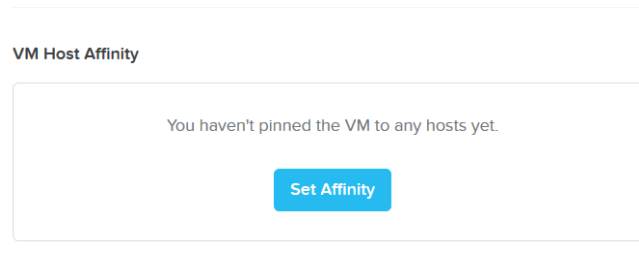 VM Host Affinity
You haven't pinned the VM to any hosts yet.
Set Affinity